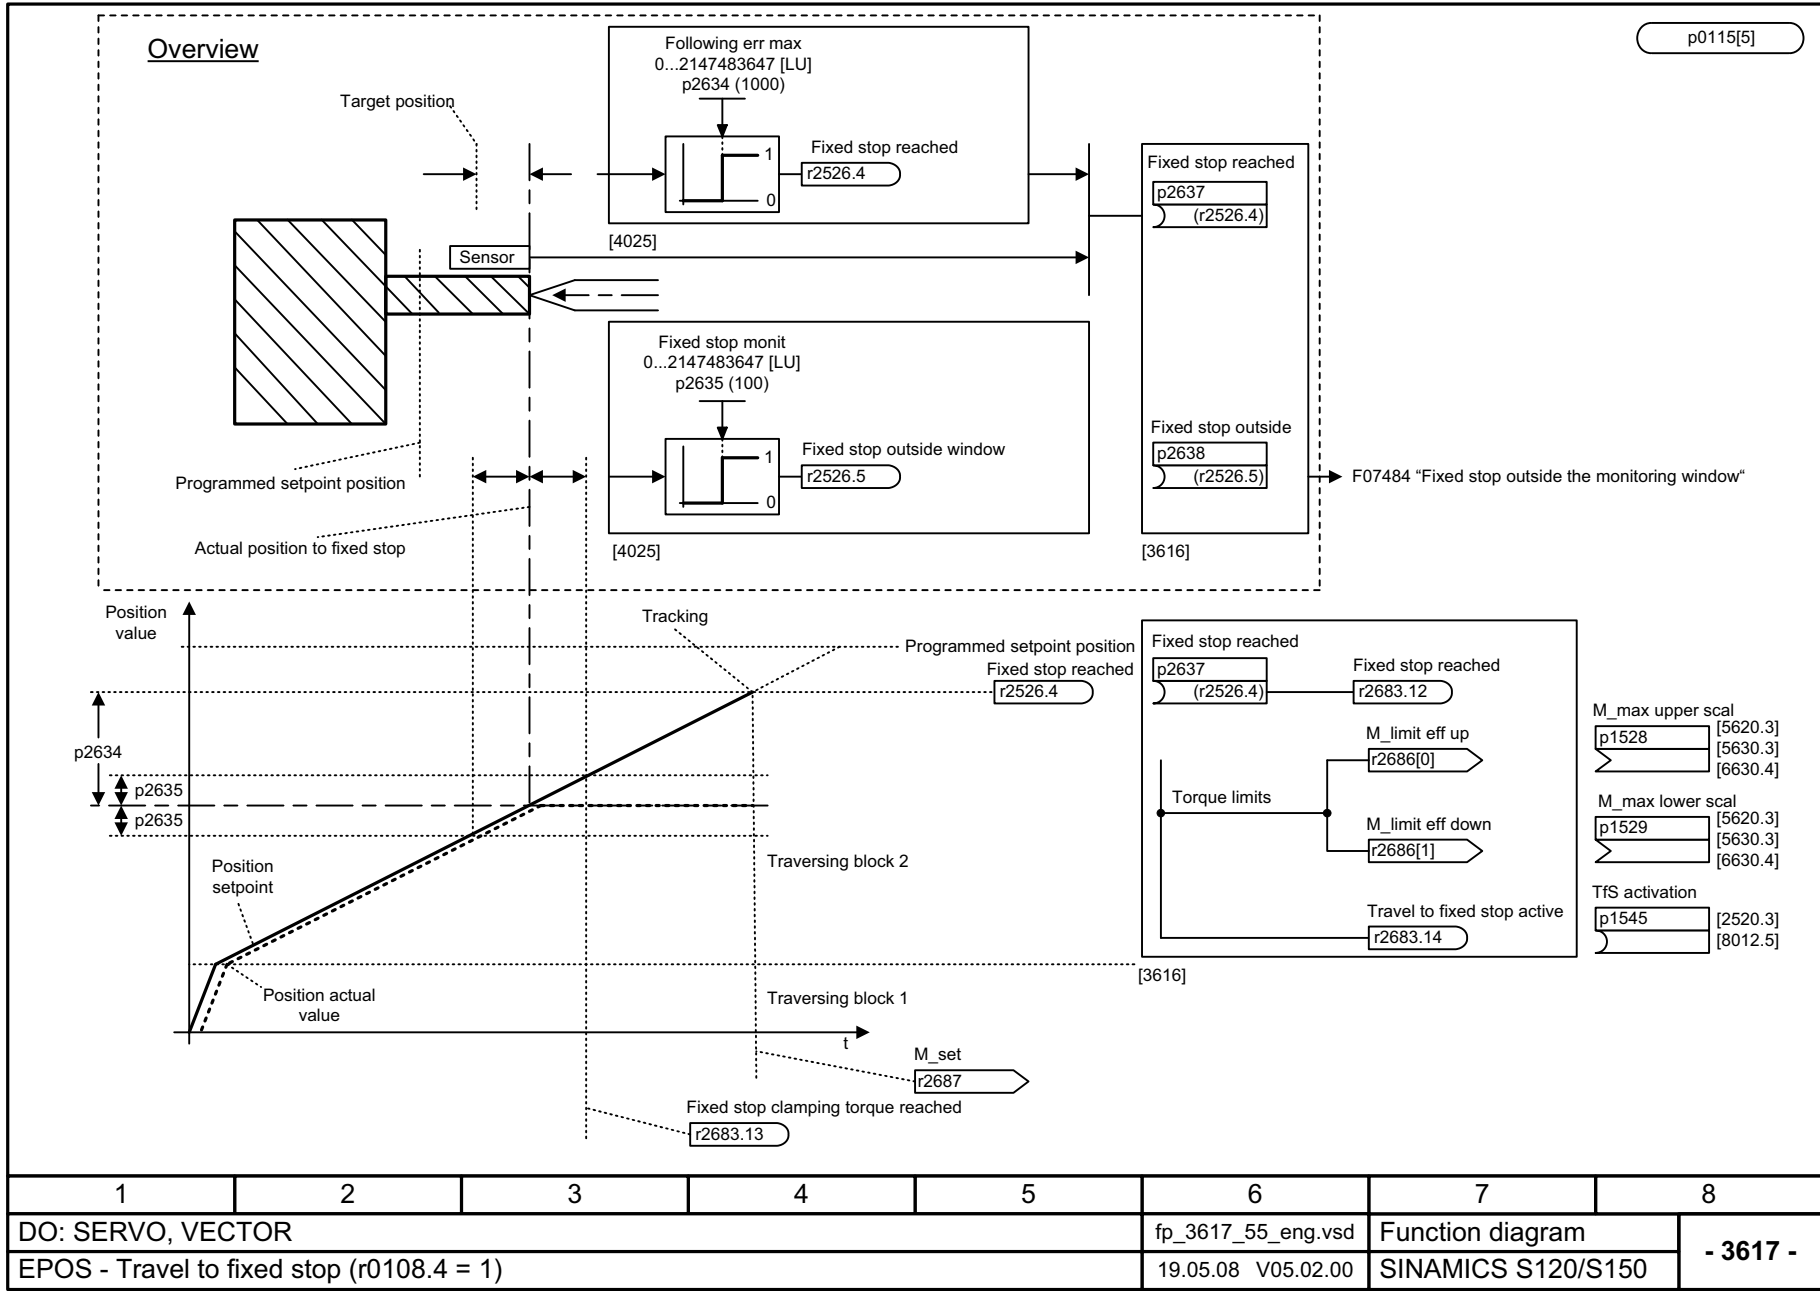 Overview
p0115[5]
Target position
Following err max
0...2147483647 [LU]
p2634 (1000)
1
0
Fixed stop reached
r2526.4
[4025]
Sensor
Fixed stop monit
0...2147483647 [LU]
p2635 (100)
1
0
Fixed stop outside window
r2526.5
[4025]
Programmed setpoint position
Actual position to fixed stop
Fixed stop reached
p2637
(r2526.4)
Fixed stop outside
p2638
(r2526.5)
[3616]
F07484 “Fixed stop outside the monitoring window“
Position
value
Tracking
Programmed setpoint position
Fixed stop reached
r2526.4
p2634
p2635
p2635
Position
setpoint
Position actual
value
Traversing block 2
Traversing block 1
t
M_set
r2687
Fixed stop clamping torque reached
r2683.13
Fixed stop reached
p2637
(r2526.4)
Fixed stop reached
r2683.12
M_limit eff up
r2686[0]
Torque limits
M_limit eff down
r2686[1]
Travel to fixed stop active
r2683.14
[3616]
M_max upper scal
p1528
[5620.3]
[5630.3]
[6630.4]
M_max lower scal
p1529
[5620.3]
[5630.3]
[6630.4]
TfS activation
p1545
[2520.3]
[8012.5]
1 2 3 4 5 6 7 8
DO: SERVO, VECTOR
fp_3617_55_eng.vsd
Function diagram
- 3617 -
EPOS - Travel to fixed stop (r0108.4 = 1)
19.05.08 V05.02.00
SINAMICS S120/S150